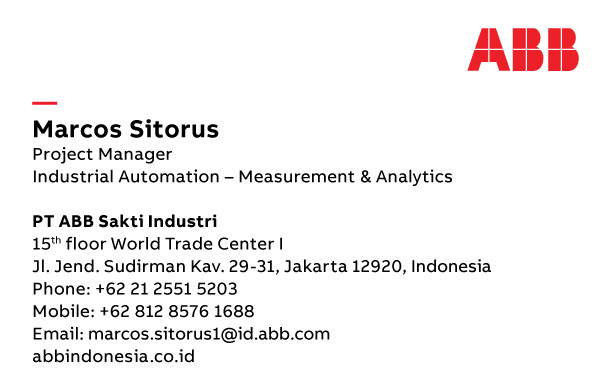 ABB
Marcos Sitorus
Project Manager
Industrial Automation – Measurement & Analytics
PT ABB Sakti Industri
15th floor World Trade Center I
Jl. Jend. Sudirman Kav. 29-31, Jakarta 12920, Indonesia
Phone: +62 21 2551 5203
Mobile: +62 812 8576 1688
Email: marcos.sitorus1@id.abb.com
abbindonesia.co.id